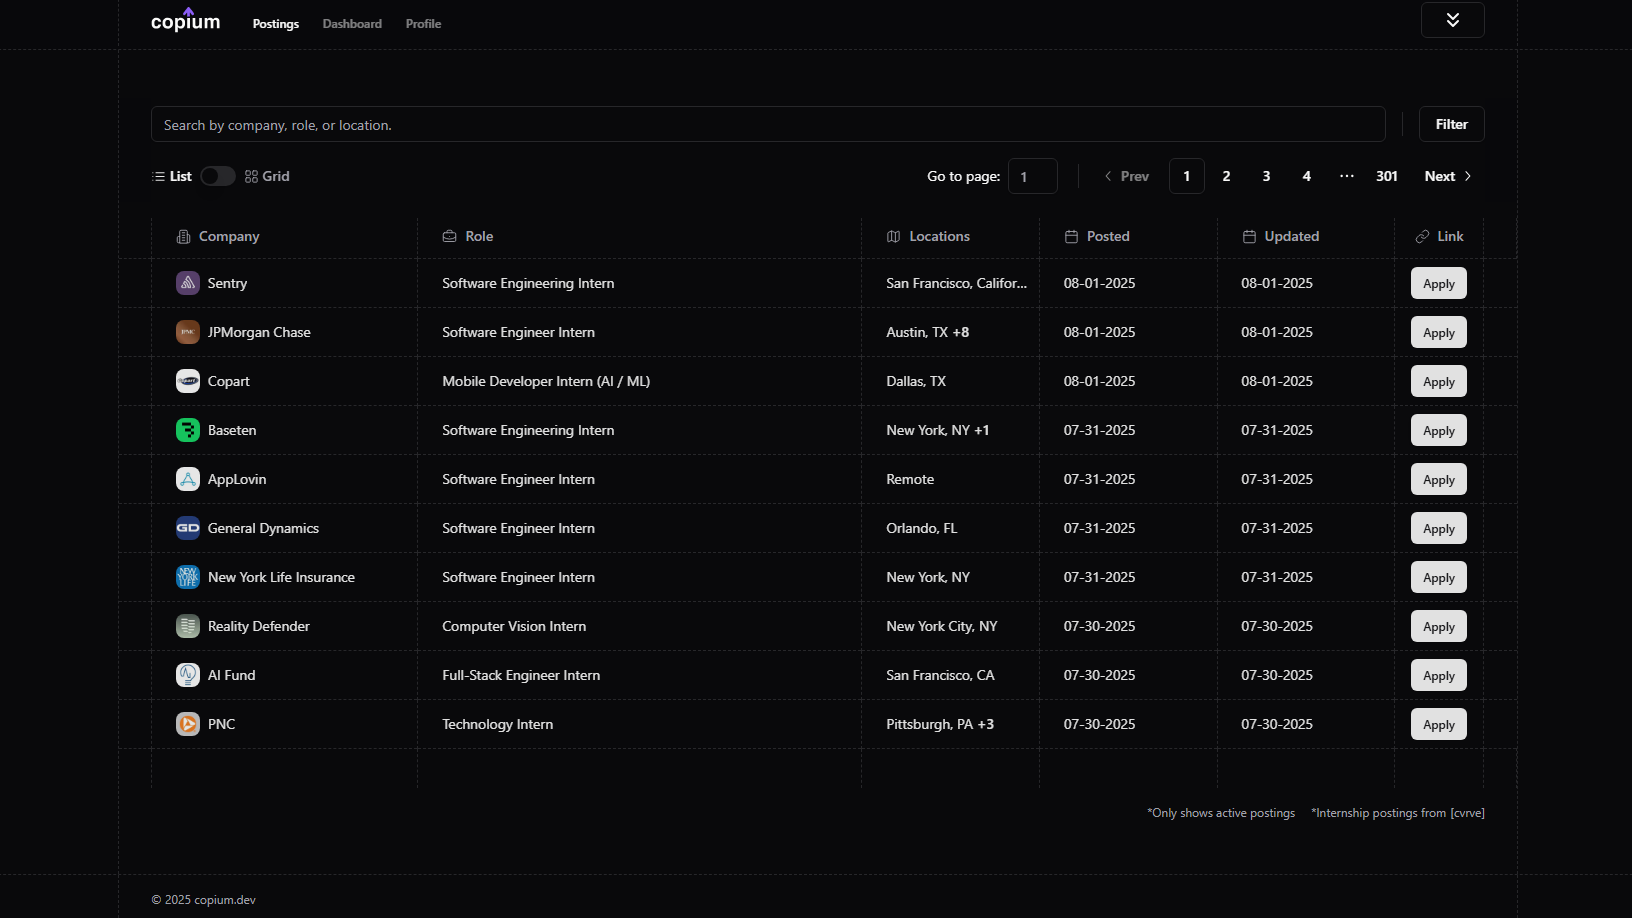 copium Postings Dashboard Profile
Search by company, role, or location. Filter
List Grid Go to page: 1 Prev 1 2 3 4 ··· 301 Next
Company Role Locations Posted Updated Link
Sentry Software Engineering Intern San Francisco, Califor... 08-01-2025 08-01-2025 Apply
JPMorgan Chase Software Engineer Intern Austin, TX +8 08-01-2025 08-01-2025 Apply
Copart Mobile Developer Intern (AI / ML) Dallas, TX 08-01-2025 08-01-2025 Apply
Baseten Software Engineering Intern New York, NY +1 07-31-2025 07-31-2025 Apply
AppLovin Software Engineer Intern Remote 07-31-2025 07-31-2025 Apply
GD General Dynamics Software Engineer Intern Orlando, FL 07-31-2025 07-31-2025 Apply
NEW YORK LIFE New York Life Insurance Software Engineer Intern New York, NY 07-31-2025 07-31-2025 Apply
Reality Defender Computer Vision Intern New York City, NY 07-30-2025 07-30-2025 Apply
AI Fund Full-Stack Engineer Intern San Francisco, CA 07-30-2025 07-30-2025 Apply
PNC Technology Intern Pittsburgh, PA +3 07-30-2025 07-30-2025 Apply
*Only shows active postings *Internship postings from [cvrve]
© 2025 copium.dev